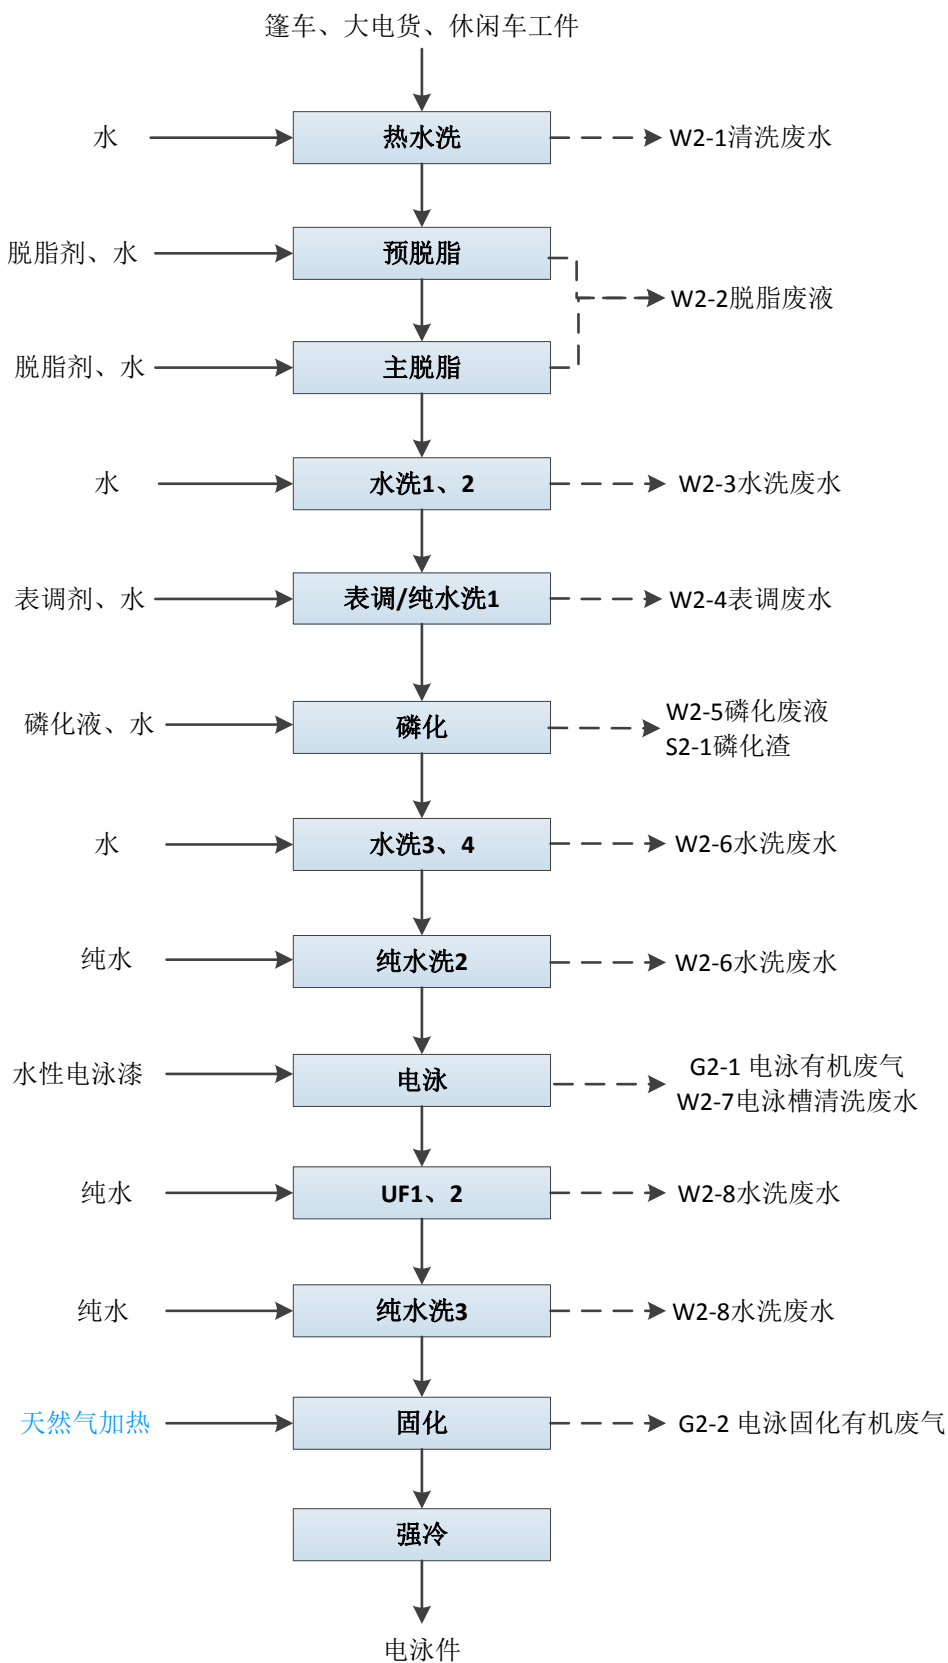 篷车、大电货、休闲车工件
水
热水洗
W2-1清洗废水
脱脂剂、水
预脱脂
W2-2脱脂废液
脱脂剂、水
主脱脂
水
水洗1、2
W2-3水洗废水
表调剂、水
表调/纯水洗1
W2-4表调废水
磷化液、水
磷化
W2-5磷化废液
S2-1磷化渣
水
水洗3、4
W2-6水洗废水
纯水
纯水洗2
W2-6水洗废水
水性电泳漆
电泳
G2-1 电泳有机废气
W2-7电泳槽清洗废水
纯水
UF1、2
W2-8水洗废水
纯水
纯水洗3
W2-8水洗废水
天然气加热
固化
G2-2 电泳固化有机废气
强冷
电泳件